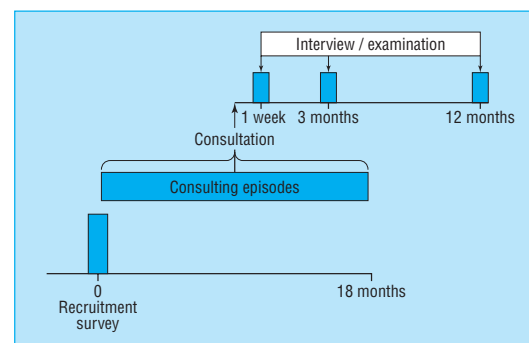 Interview / examination
1 week 3 months 12 months
Consultation
Consulting episodes
0 18 months
Recruitment
survey